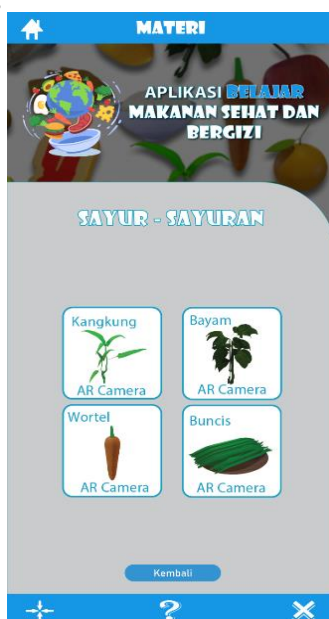 MATERI
APLIKASI BELAJAR
MAKANAN SEHAT DAN
BERGIZI
SAYUR - SAYURAN
Kangkung
AR Camera
Bayam
AR Camera
Wortel
AR Camera
Buncis
AR Camera
Kembali
?